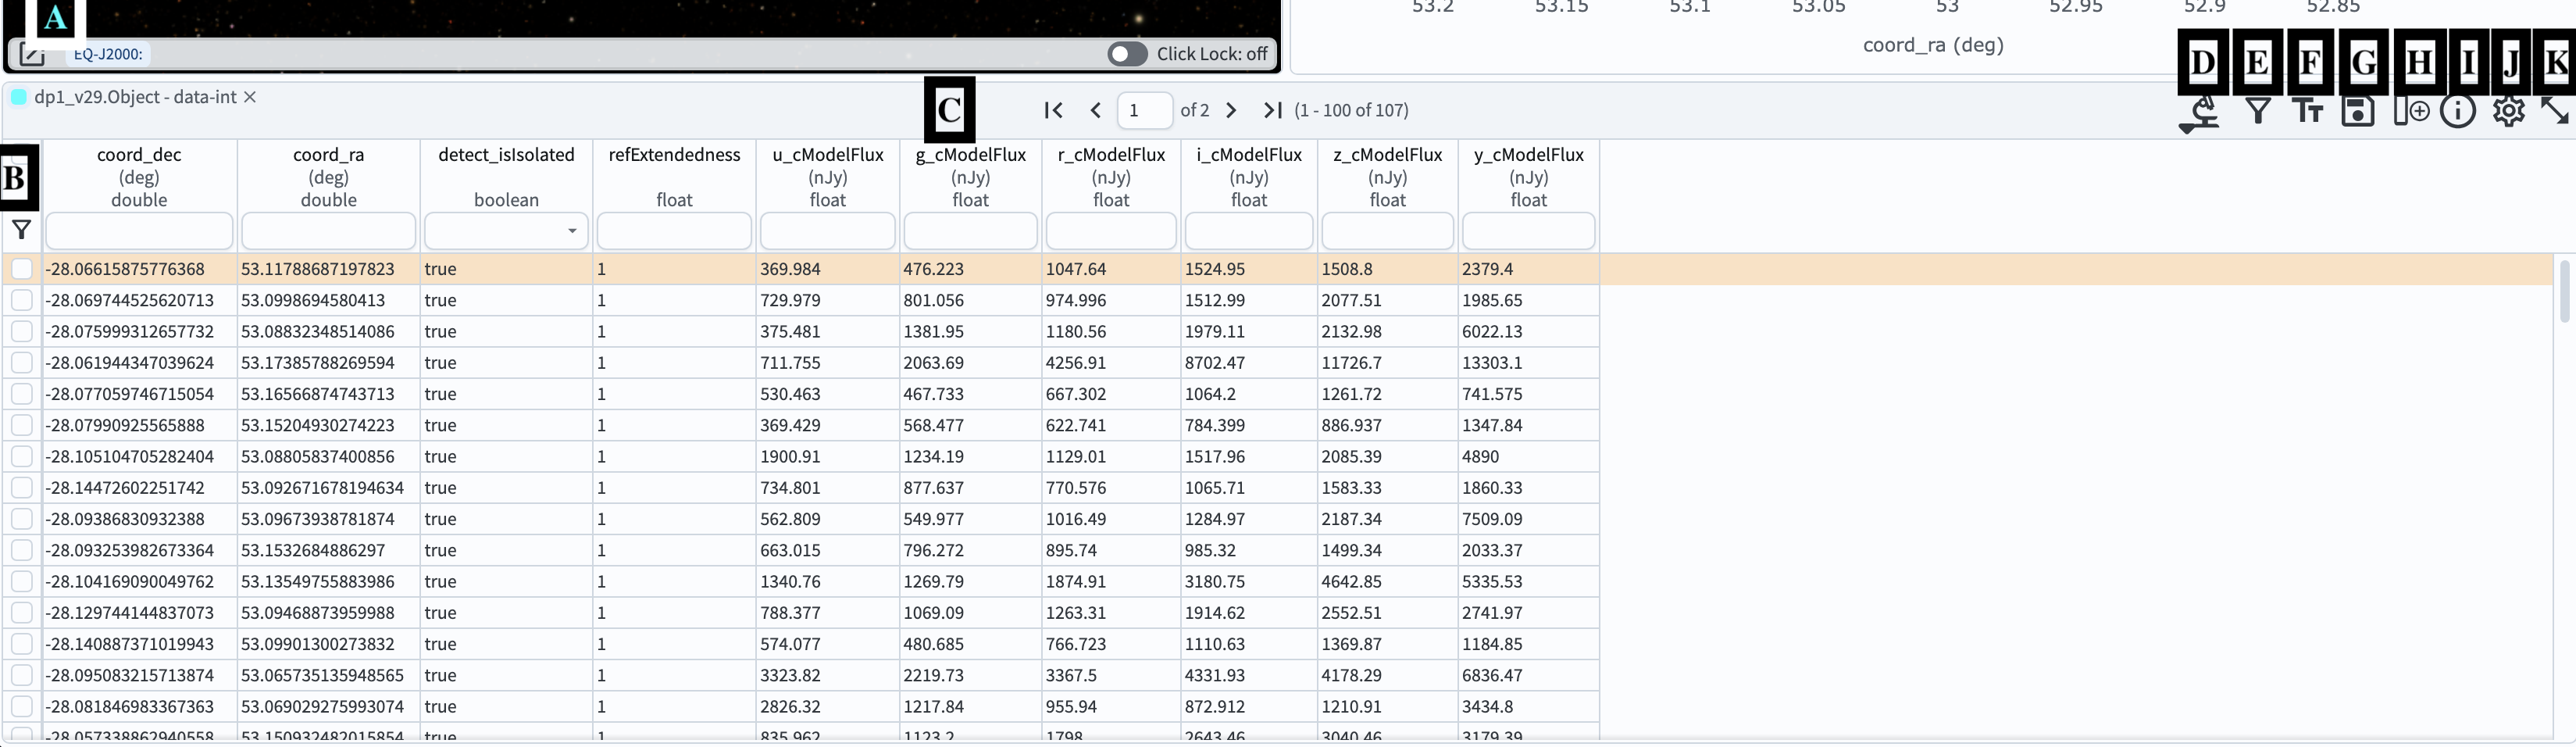 A
EQ-J2000:
Click Lock: off
53.2 53.15 53.1 53.05 53 52.95 52.9 52.85
coord_ra (deg)
D E F G H I J K
dp1_v29.Object - data-int ×
C
1 of 2 (1 - 100 of 107)
B
coord_dec coord_ra detect_isIsolated refExtendedness u_cModelFlux g_cModelFlux r_cModelFlux i_cModelFlux z_cModelFlux y_cModelFlux
(deg) (deg) (nJy) (nJy) (nJy) (nJy) (nJy) (nJy)
double double boolean float float float float float float float
-28.06615875776368 53.11788687197823 true 1 369.984 476.223 1047.64 1524.95 1508.8 2379.4
-28.069744525620713 53.0998694580413 true 1 729.979 801.056 974.996 1512.99 2077.51 1985.65
-28.075999312657732 53.08832348514086 true 1 375.481 1381.95 1180.56 1979.11 2132.98 6022.13
-28.061944347039624 53.17385788269594 true 1 711.755 2063.69 4256.91 8702.47 11726.7 13303.1
-28.077059746715054 53.16566874743713 true 1 530.463 467.733 667.302 1064.2 1261.72 741.575
-28.07990925565888 53.15204930274223 true 1 369.429 568.477 622.741 784.399 886.937 1347.84
-28.105104705282404 53.08805837400856 true 1 1900.91 1234.19 1129.01 1517.96 2085.39 4890
-28.14472602251742 53.092671678194634 true 1 734.801 877.637 770.576 1065.71 1583.33 1860.33
-28.09386830932388 53.09673938781874 true 1 562.809 549.977 1016.49 1284.97 2187.34 7509.09
-28.093253982673364 53.1532684886297 true 1 663.015 796.272 895.74 985.32 1499.34 2033.37
-28.104169090049762 53.13549755883986 true 1 1340.76 1269.79 1874.91 3180.75 4642.85 5335.53
-28.129744144837073 53.09468873959988 true 1 788.377 1069.09 1263.31 1914.62 2552.51 2741.97
-28.140887371019943 53.09901300273832 true 1 574.077 480.685 766.723 1110.63 1369.87 1184.85
-28.095083215713874 53.065735135948565 true 1 3323.82 2219.73 3367.5 4331.93 4178.29 6836.47
-28.081846983367363 53.069029275993074 true 1 2826.32 1217.84 955.94 872.912 1210.91 3434.8
-28.057338862940558 53.150932482015854 true 1 835.962 1123.2 1798 2643.46 3040.46 3179.39